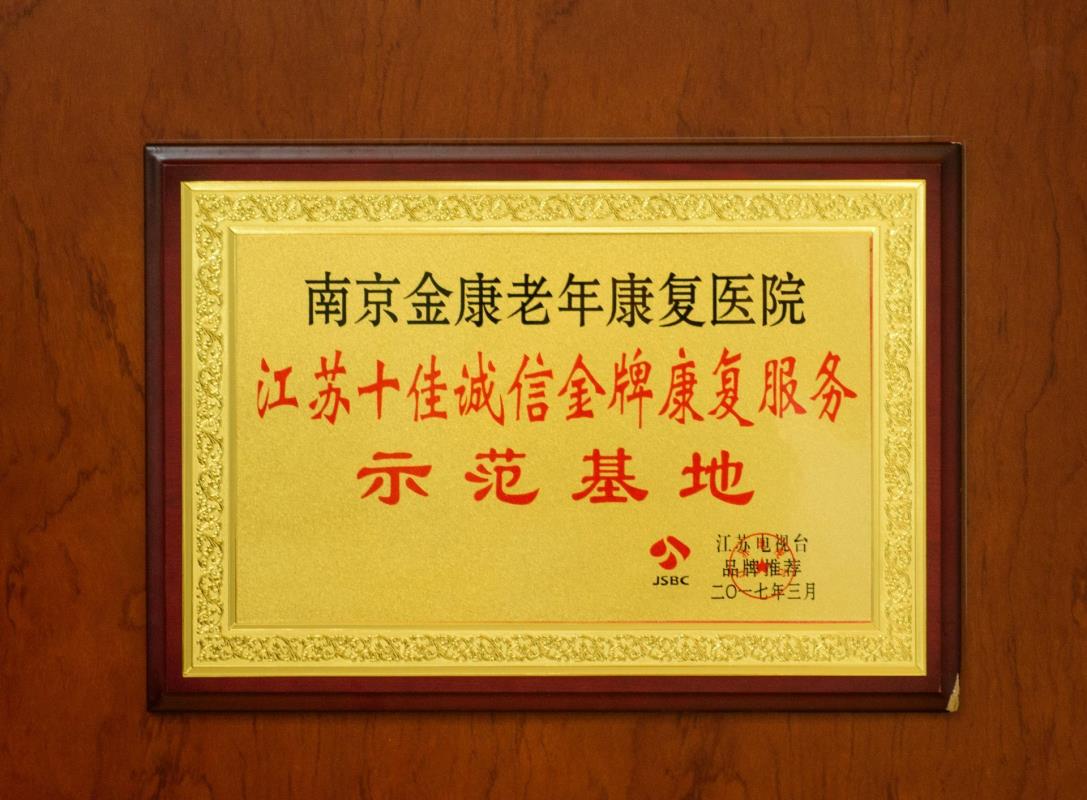 南京金康老年康复医院
江苏十佳诚信金牌康复服务
示范基地
JSBC
江苏电视台
品牌推荐
二〇一七年三月